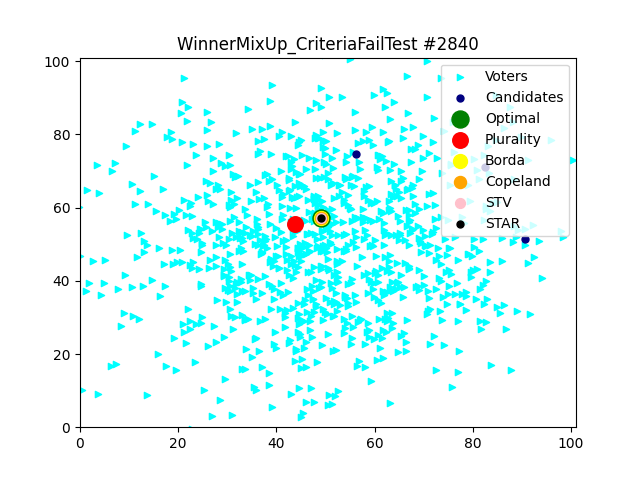 WinnerMixUp_CriteriaFailTest #2840
100
80
60
40
20
0
0 20 40 60 80 100
Voters
Candidates
Optimal
Plurality
Borda
Copeland
STV
STAR